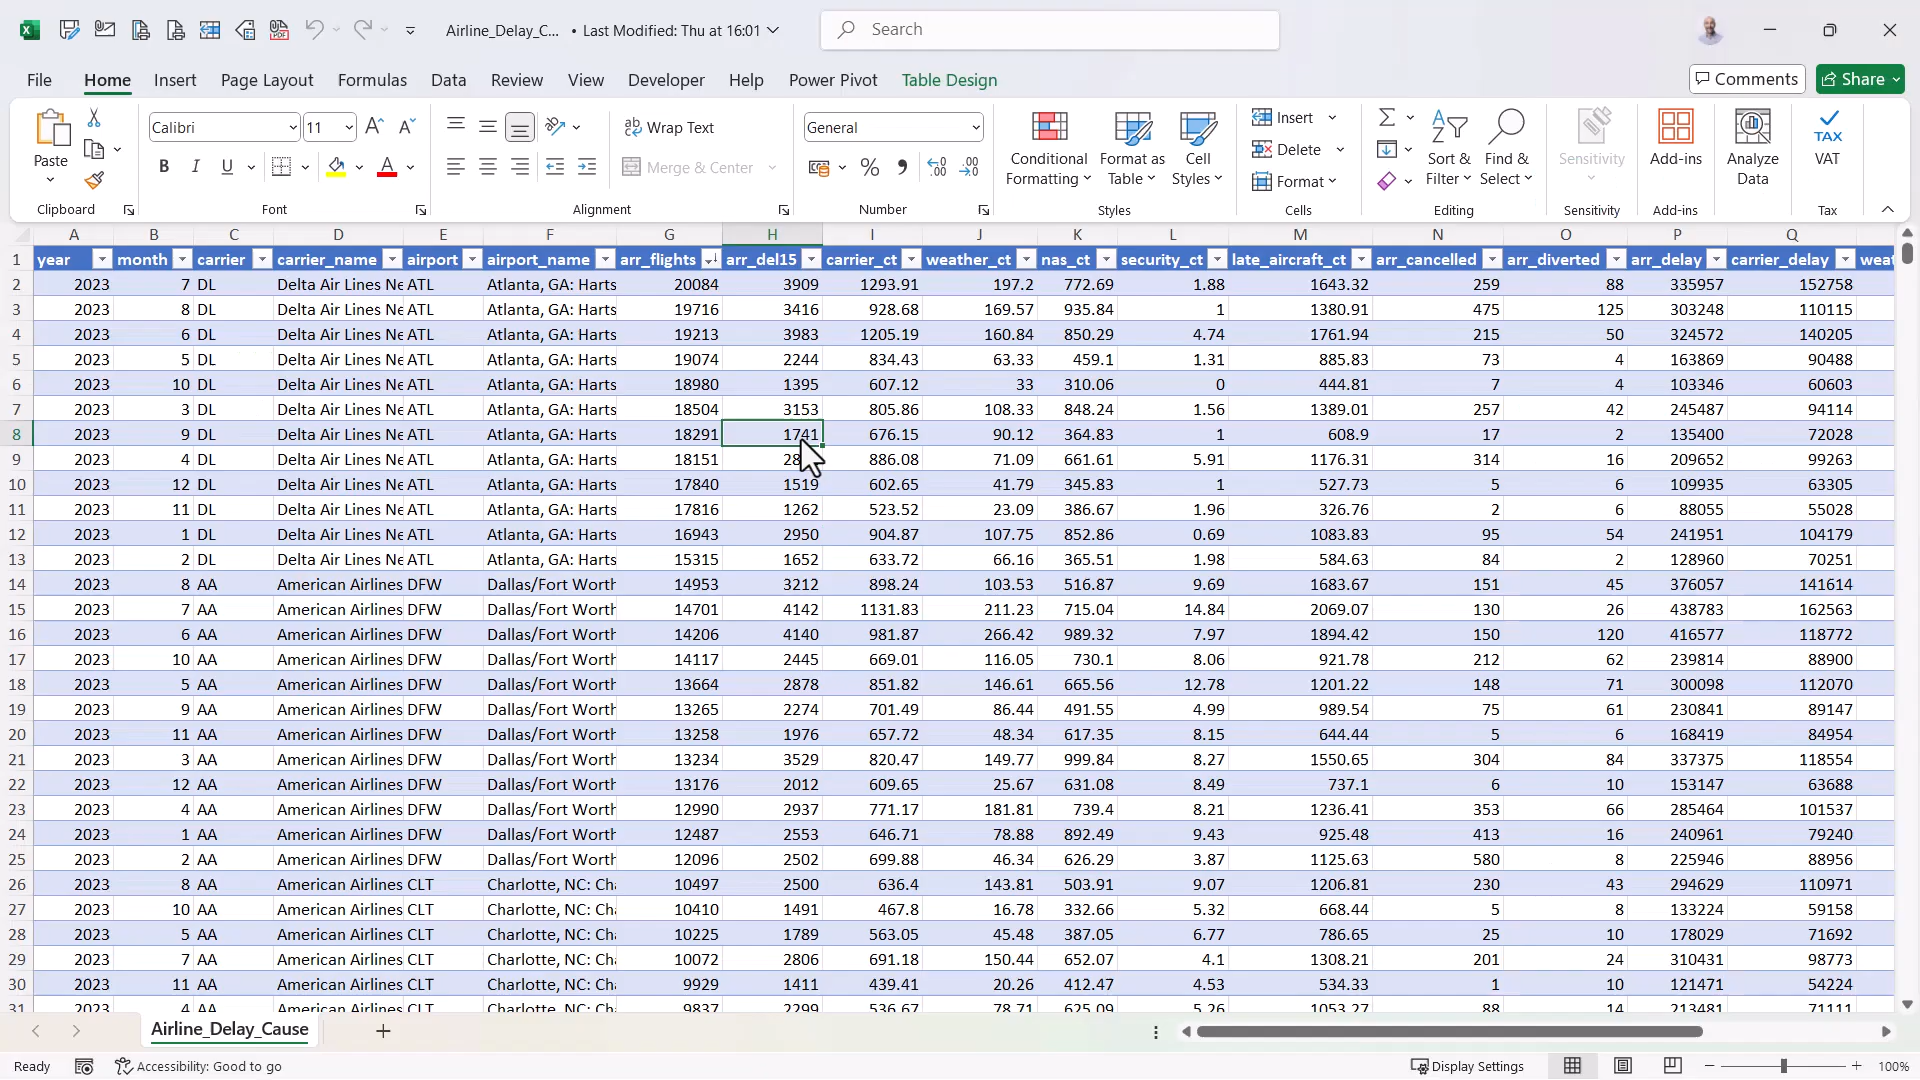 Airline_Delay_C... • Last Modified: Thu at 16:01
Search
File Home Insert Page Layout Formulas Data Review View Developer Help Power Pivot Table Design Comments Share
Paste Calibri 11 Wrap Text General Conditional Formatting Format as Table Cell Styles Insert Sort & Filter Find & Select Sensitivity Add-ins Analyze Data TAX VAT
B I U Merge & Center Delete
Format
Clipboard Font Alignment Number Styles Cells Editing Sensitivity Add-ins Tax
A B C D E F G H I J K L M N O P Q
1 year month carrier carrier_name airport airport_name arr_flights arr_del15 carrier_ct weather_ct nas_ct security_ct late_aircraft_ct arr_cancelled arr_diverted arr_delay carrier_delay weat
2 2023 7 DL Delta Air Lines Ne ATL Atlanta, GA: Harts 20084 3909 1293.91 197.2 772.69 1.88 1643.32 259 88 335957 152758
3 2023 8 DL Delta Air Lines Ne ATL Atlanta, GA: Harts 19716 3416 928.68 169.57 935.84 1 1380.91 475 125 303248 110115
4 2023 6 DL Delta Air Lines Ne ATL Atlanta, GA: Harts 19213 3983 1205.19 160.84 850.29 4.74 1761.94 215 50 324572 140205
5 2023 5 DL Delta Air Lines Ne ATL Atlanta, GA: Harts 19074 2244 834.43 63.33 459.1 1.31 885.83 73 4 163869 90488
6 2023 10 DL Delta Air Lines Ne ATL Atlanta, GA: Harts 18980 1395 607.12 33 310.06 0 444.81 7 4 103346 60603
7 2023 3 DL Delta Air Lines Ne ATL Atlanta, GA: Harts 18504 3153 805.86 108.33 848.24 1.56 1389.01 257 42 245487 94114
8 2023 9 DL Delta Air Lines Ne ATL Atlanta, GA: Harts 18291 1741 676.15 90.12 364.83 1 608.9 17 2 135400 72028
9 2023 4 DL Delta Air Lines Ne ATL Atlanta, GA: Harts 18151 886.08 71.09 661.61 5.91 1176.31 314 16 209652 99263
10 2023 12 DL Delta Air Lines Ne ATL Atlanta, GA: Harts 17840 1519 602.65 41.79 345.83 1 527.73 5 6 109935 63305
11 2023 11 DL Delta Air Lines Ne ATL Atlanta, GA: Harts 17816 1262 523.52 23.09 386.67 1.96 326.76 2 6 88055 55028
12 2023 1 DL Delta Air Lines Ne ATL Atlanta, GA: Harts 16943 2950 904.87 107.75 852.86 0.69 1083.83 95 54 241951 104179
13 2023 2 DL Delta Air Lines Ne ATL Atlanta, GA: Harts 15315 1652 633.72 66.16 365.51 1.98 584.63 84 2 128960 70251
14 2023 8 AA American Airlines DFW Dallas/Fort Worth 14953 3212 898.24 103.53 516.87 9.69 1683.67 151 45 376057 141614
15 2023 7 AA American Airlines DFW Dallas/Fort Worth 14701 4142 1131.83 211.23 715.04 14.84 2069.07 130 26 438783 162563
16 2023 6 AA American Airlines DFW Dallas/Fort Worth 14206 4140 981.87 266.42 989.32 7.97 1894.42 150 120 416577 118772
17 2023 10 AA American Airlines DFW Dallas/Fort Worth 14117 2445 669.01 116.05 730.1 8.06 921.78 212 62 239814 88900
18 2023 5 AA American Airlines DFW Dallas/Fort Worth 13664 2878 851.82 146.61 665.56 12.78 1201.22 148 71 300098 112070
19 2023 9 AA American Airlines DFW Dallas/Fort Worth 13265 2274 701.49 86.44 491.55 4.99 989.54 75 61 230841 89147
20 2023 11 AA American Airlines DFW Dallas/Fort Worth 13258 1976 657.72 48.34 617.35 8.15 644.44 5 6 168419 84954
21 2023 3 AA American Airlines DFW Dallas/Fort Worth 13234 3529 820.47 149.77 999.84 8.27 1550.65 304 84 337375 118554
22 2023 12 AA American Airlines DFW Dallas/Fort Worth 13176 2012 609.65 25.67 631.08 8.49 737.1 6 10 153147 63688
23 2023 4 AA American Airlines DFW Dallas/Fort Worth 12990 2937 771.17 181.81 739.4 8.21 1236.41 353 66 285464 101537
24 2023 1 AA American Airlines DFW Dallas/Fort Worth 12487 2553 646.71 78.88 892.49 9.43 925.48 413 16 240961 79240
25 2023 2 AA American Airlines DFW Dallas/Fort Worth 12096 2502 699.88 46.34 626.29 3.87 1125.63 580 8 225946 88956
26 2023 8 AA American Airlines CLT Charlotte, NC: Cha 10497 2500 636.4 143.81 503.91 9.07 1206.81 230 43 294629 110971
27 2023 10 AA American Airlines CLT Charlotte, NC: Cha 10410 1491 467.8 16.78 332.66 5.32 668.44 5 8 133224 59158
28 2023 5 AA American Airlines CLT Charlotte, NC: Cha 10225 1789 563.05 45.48 387.05 6.77 786.65 25 10 178029 71692
29 2023 7 AA American Airlines CLT Charlotte, NC: Cha 10072 2806 691.18 150.44 652.07 4.1 1308.21 201 24 310431 98773
30 2023 11 AA American Airlines CLT Charlotte, NC: Cha 9929 1411 439.41 20.26 412.47 4.53 534.33 1 10 121471 54224
31 2023 4 AA American Airlines CLT Charlotte, NC: Cha 9837 2299 536.67 78.71 625.09 5.26 1053.27 88 14 213481 71111
Airline_Delay_Cause
Ready Accessibility: Good to go Display Settings 100%